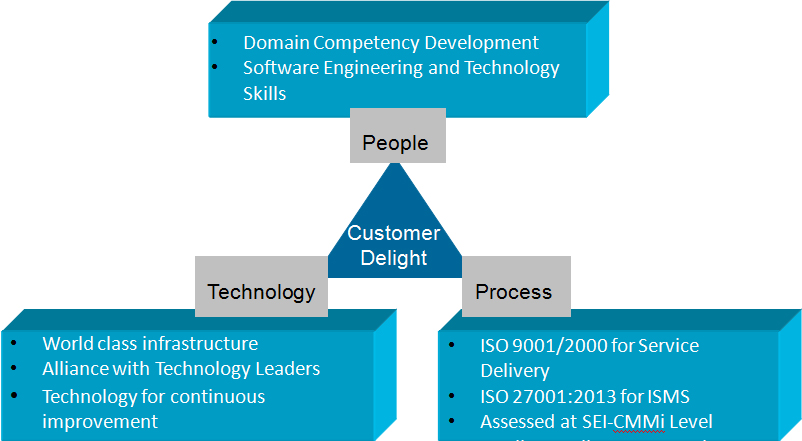 • Domain Competency Development
• Software Engineering and Technology
Skills
People
Customer
Delight
Technology
Process
• World class infrastructure
• Alliance with Technology Leaders
• Technology for continuous
improvement
• ISO 9001/2000 for Service
Delivery
• ISO 27001:2013 for ISMS
• Assessed at SEI-CMMi Level